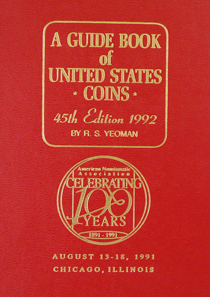 A GUIDE BOOK
of
UNITED STATES
• COINS •
45th Edition 1992
BY R. S. YEOMAN
American Numismatic
Association
CELEBRATING
100
YEARS
1891-1991
AUGUST 13-18, 1991
CHICAGO, ILLINOIS